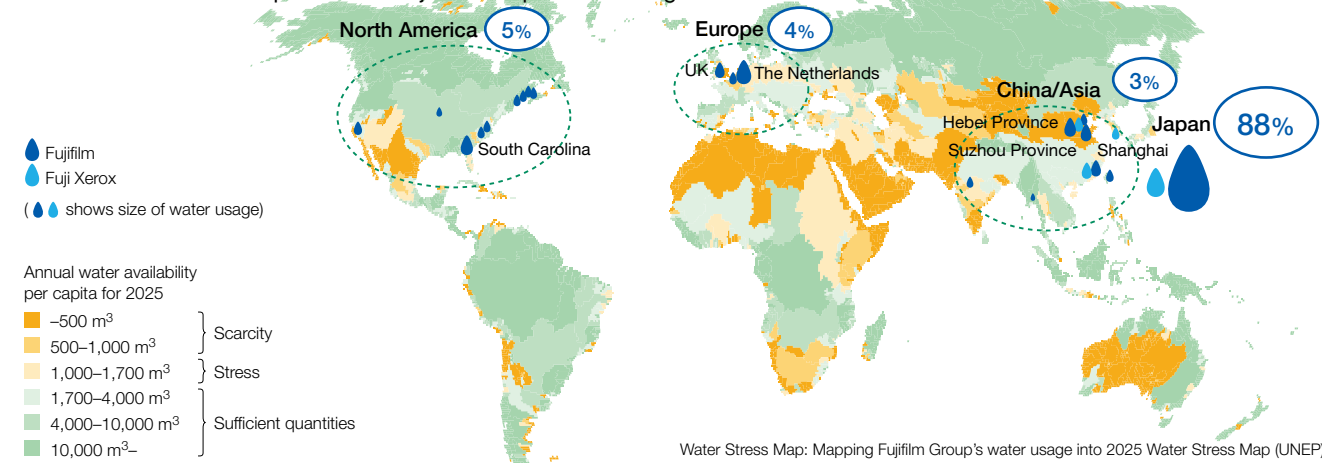 North America 5%
Europe 4%
UK
The Netherlands
China/Asia 3%
Hebei Province
Japan 88%
Suzhou Province
Shanghai
South Carolina
Fujifilm
Fuji Xerox
( shows size of water usage)
Annual water availability
per capita for 2025
–500 m³
500–1,000 m³
Scarcity
1,000–1,700 m³
Stress
1,700–4,000 m³
4,000–10,000 m³
Sufficient quantities
10,000 m³–
Water Stress Map: Mapping Fujifilm Group’s water usage into 2025 Water Stress Map (UNEP)